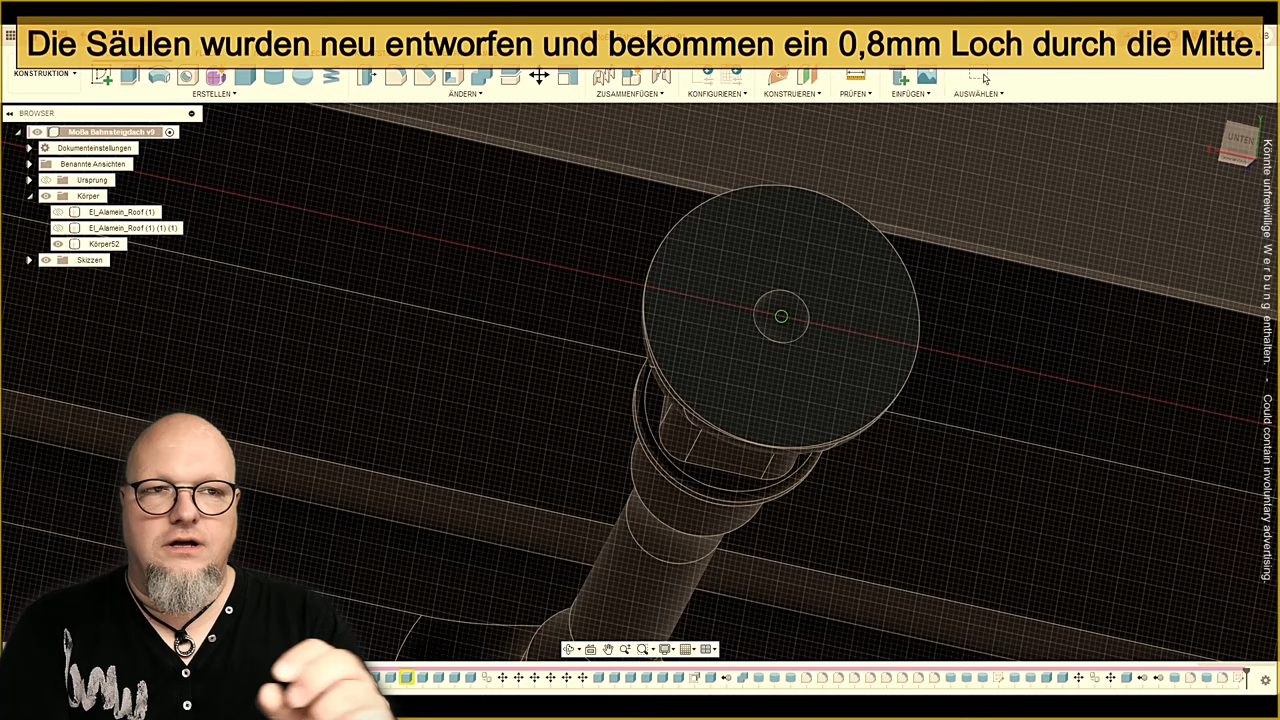 Die Säulen wurden neu entworfen und bekommen ein 0,8mm Loch durch die Mitte.
KONSTRUKTION
ERSTELLEN
ÄNDERN
ZUSAMMENFÜGEN
KONFIGURIEREN
KONSTRUIEREN
PRÜFEN
EINFÜGEN
AUSWÄHLEN
BROWSER
MoBa Bahnsteigdach v9
Dokumenteinstellungen
Benannte Ansichten
Ursprung
Körper
El_Alamein_Roof (1)
El_Alamein_Roof (1) (1) (1)
Körper52
Skizzen
UNTEN
Könnte unfreiwillige Werbung enthalten. - Could contain involuntary advertising.